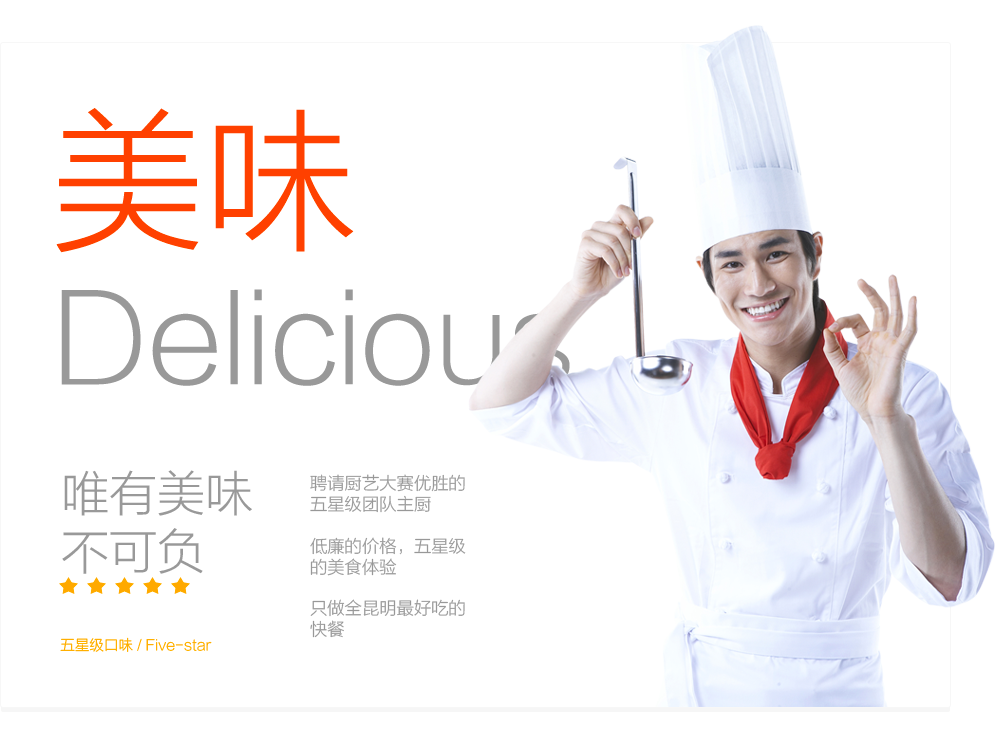 美味
Delicious
唯有美味
不可负
五星级口味 / Five-star
聘请厨艺大赛优胜的
五星级团队主厨
低廉的价格，五星级
的美食体验
只做全昆明最好吃的
快餐